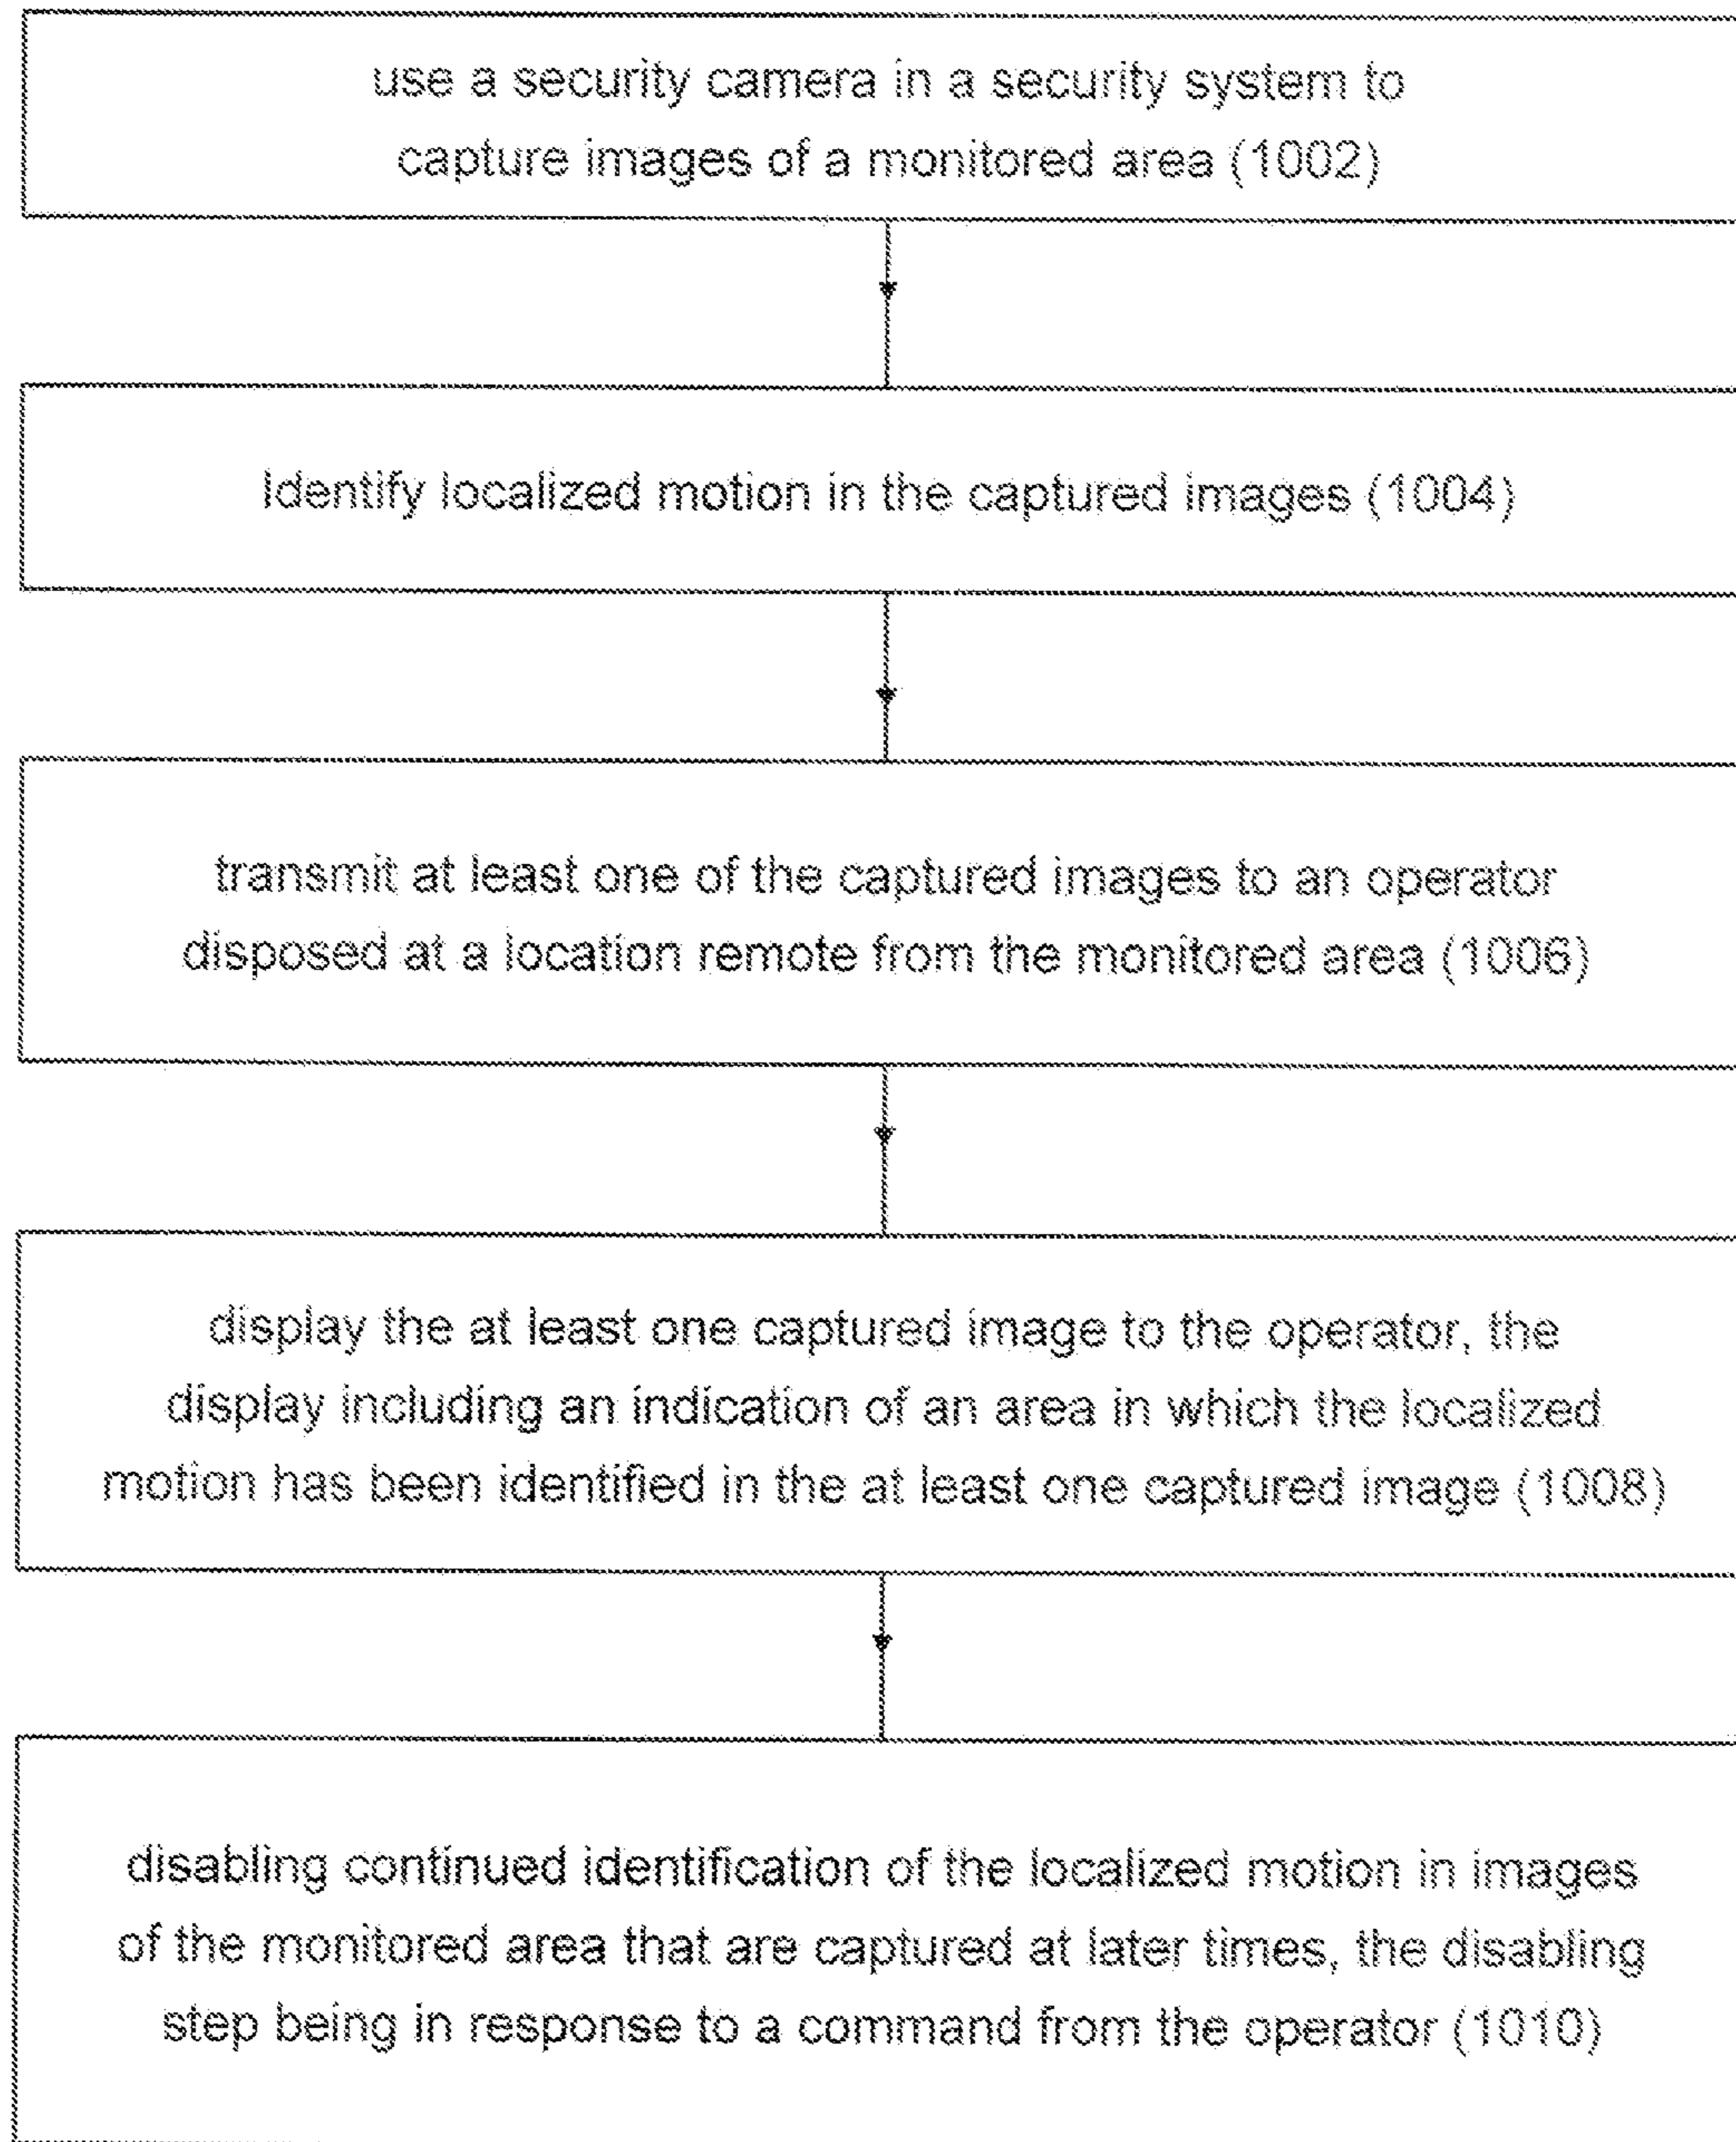 use a security camera in a security system to
capture images of a monitored area (1002)
Identify localized motion in the captured images (1004)
transmit at least one of the captured images to an operator
disposed at a location remote from the monitored area (1006)
display the at least one captured image to the operator, the
display including an indication of an area in which the localized
motion has been identified in the at least one captured image (1008)
disabling continued identification of the localized motion in images
of the monitored area that are captured at later times, the disabling
step being in response to a command from the operator (1010)